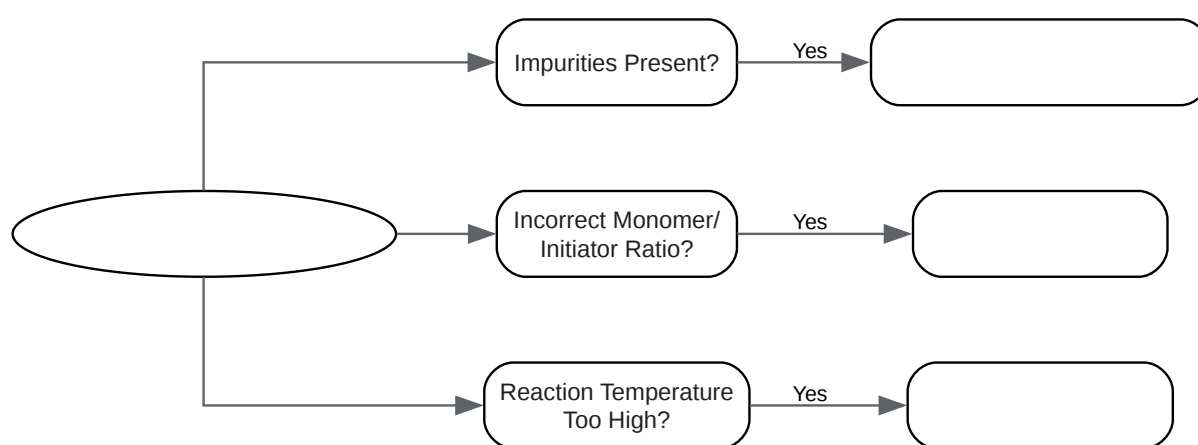 Impurities Present?
Yes
Incorrect Monomer/
Initiator Ratio?
Yes
Reaction Temperature
Too High?
Yes